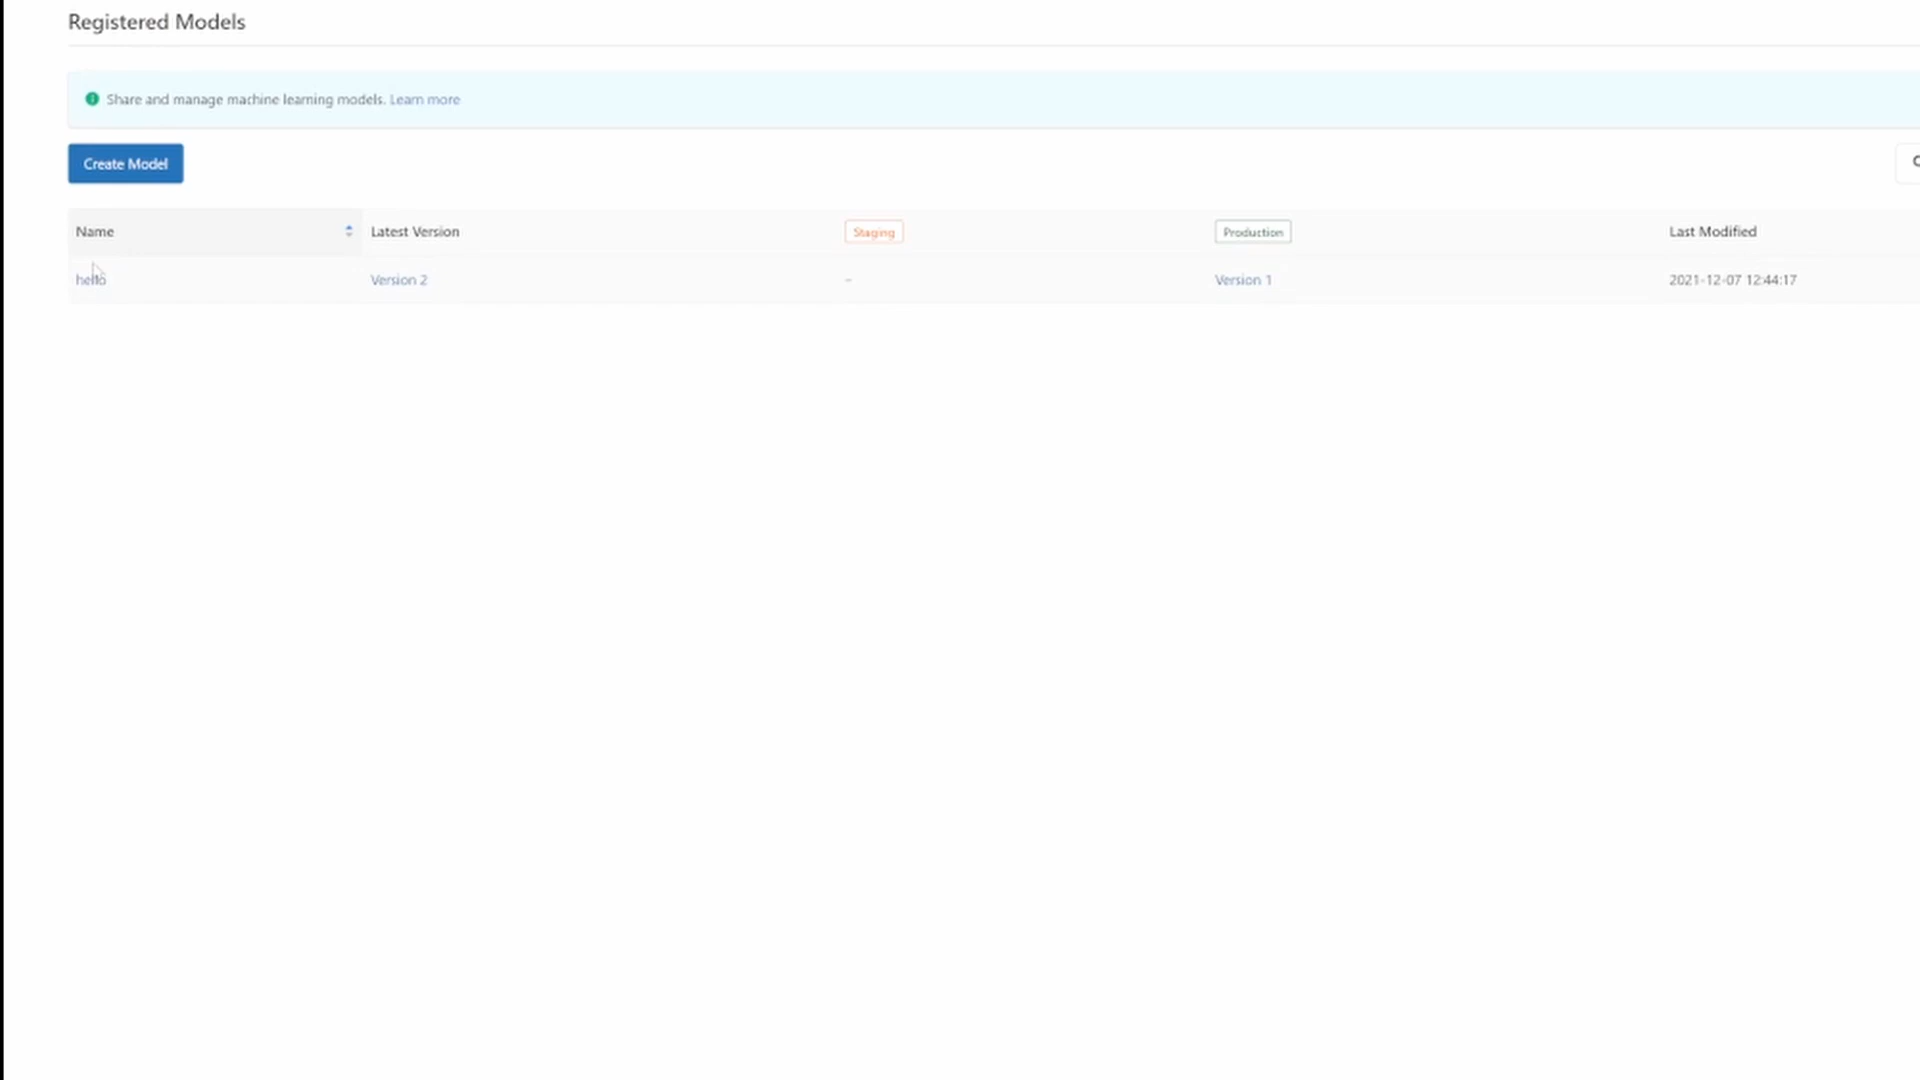 Registered Models
Share and manage machine learning models. Learn more
Create Model
Name Latest Version Staging Production Last Modified
hello Version 2 - Version 1 2021-12-07 12:44:17